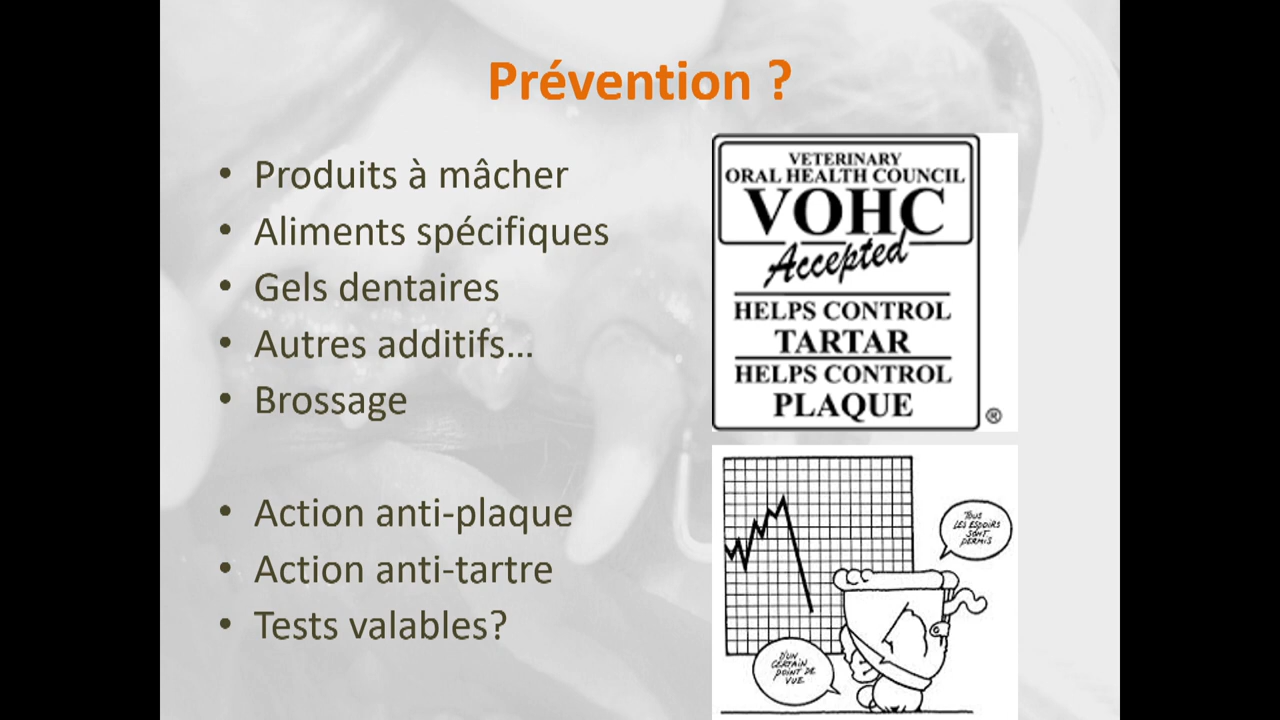 Prévention ?
• Produits à mâcher
• Aliments spécifiques
• Gels dentaires
• Autres additifs...
• Brossage
• Action anti-plaque
• Action anti-tartre
• Tests valables?
VETERINARY
ORAL HEALTH COUNCIL
VOHC
Accepted
HELPS CONTROL
TARTAR
HELPS CONTROL
PLAQUE
®
TOUS
LES ESPOIRS
SONT
PERMIS
D'UN
CERTAIN
POINT DE
VUE